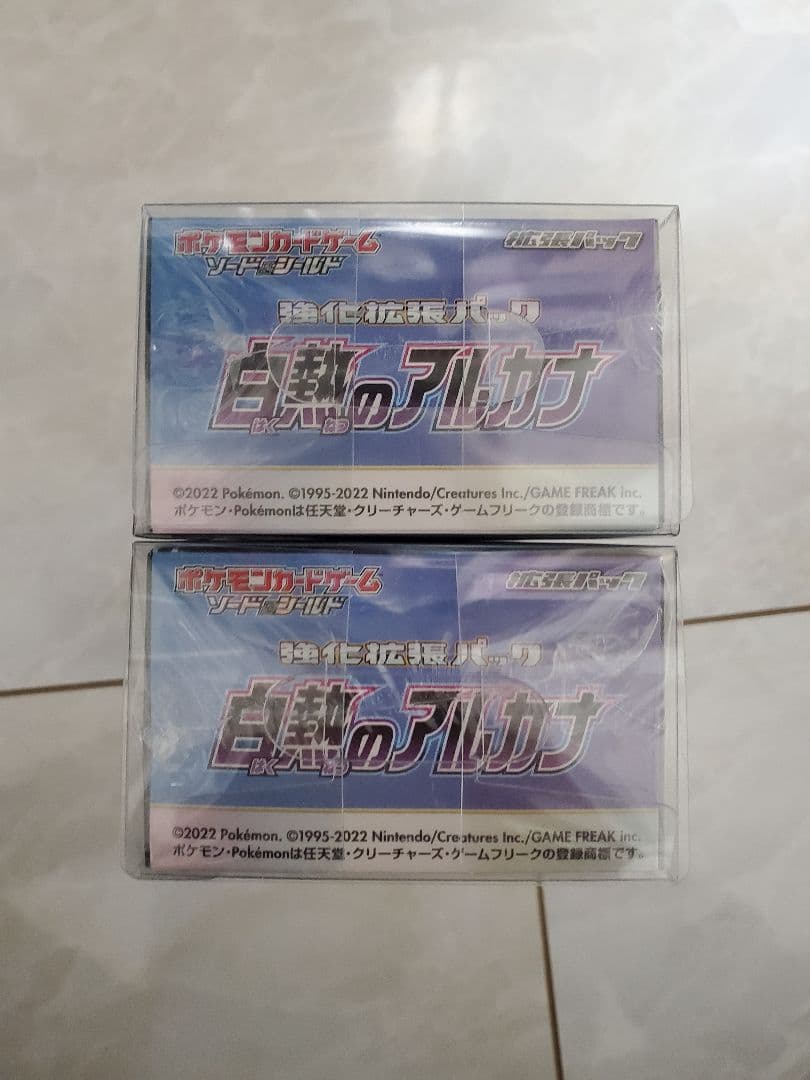 ポケモンカードゲーム 拡張パック
ソード&シールド
強化拡張パック
白熱のアルカナ
はく ねつ
©2022 Pokémon. ©1995-2022 Nintendo/Creatures Inc./GAME FREAK inc.
ポケモン・Pokémonは任天堂・クリーチャーズ・ゲームフリークの登録商標です。
ポケモンカードゲーム 拡張パック
ソード&シールド
強化拡張パック
白熱のアルカナ
はく ねつ
©2022 Pokémon. ©1995-2022 Nintendo/Creatures Inc./GAME FREAK inc.
ポケモン・Pokémonは任天堂・クリーチャーズ・ゲームフリークの登録商標です。